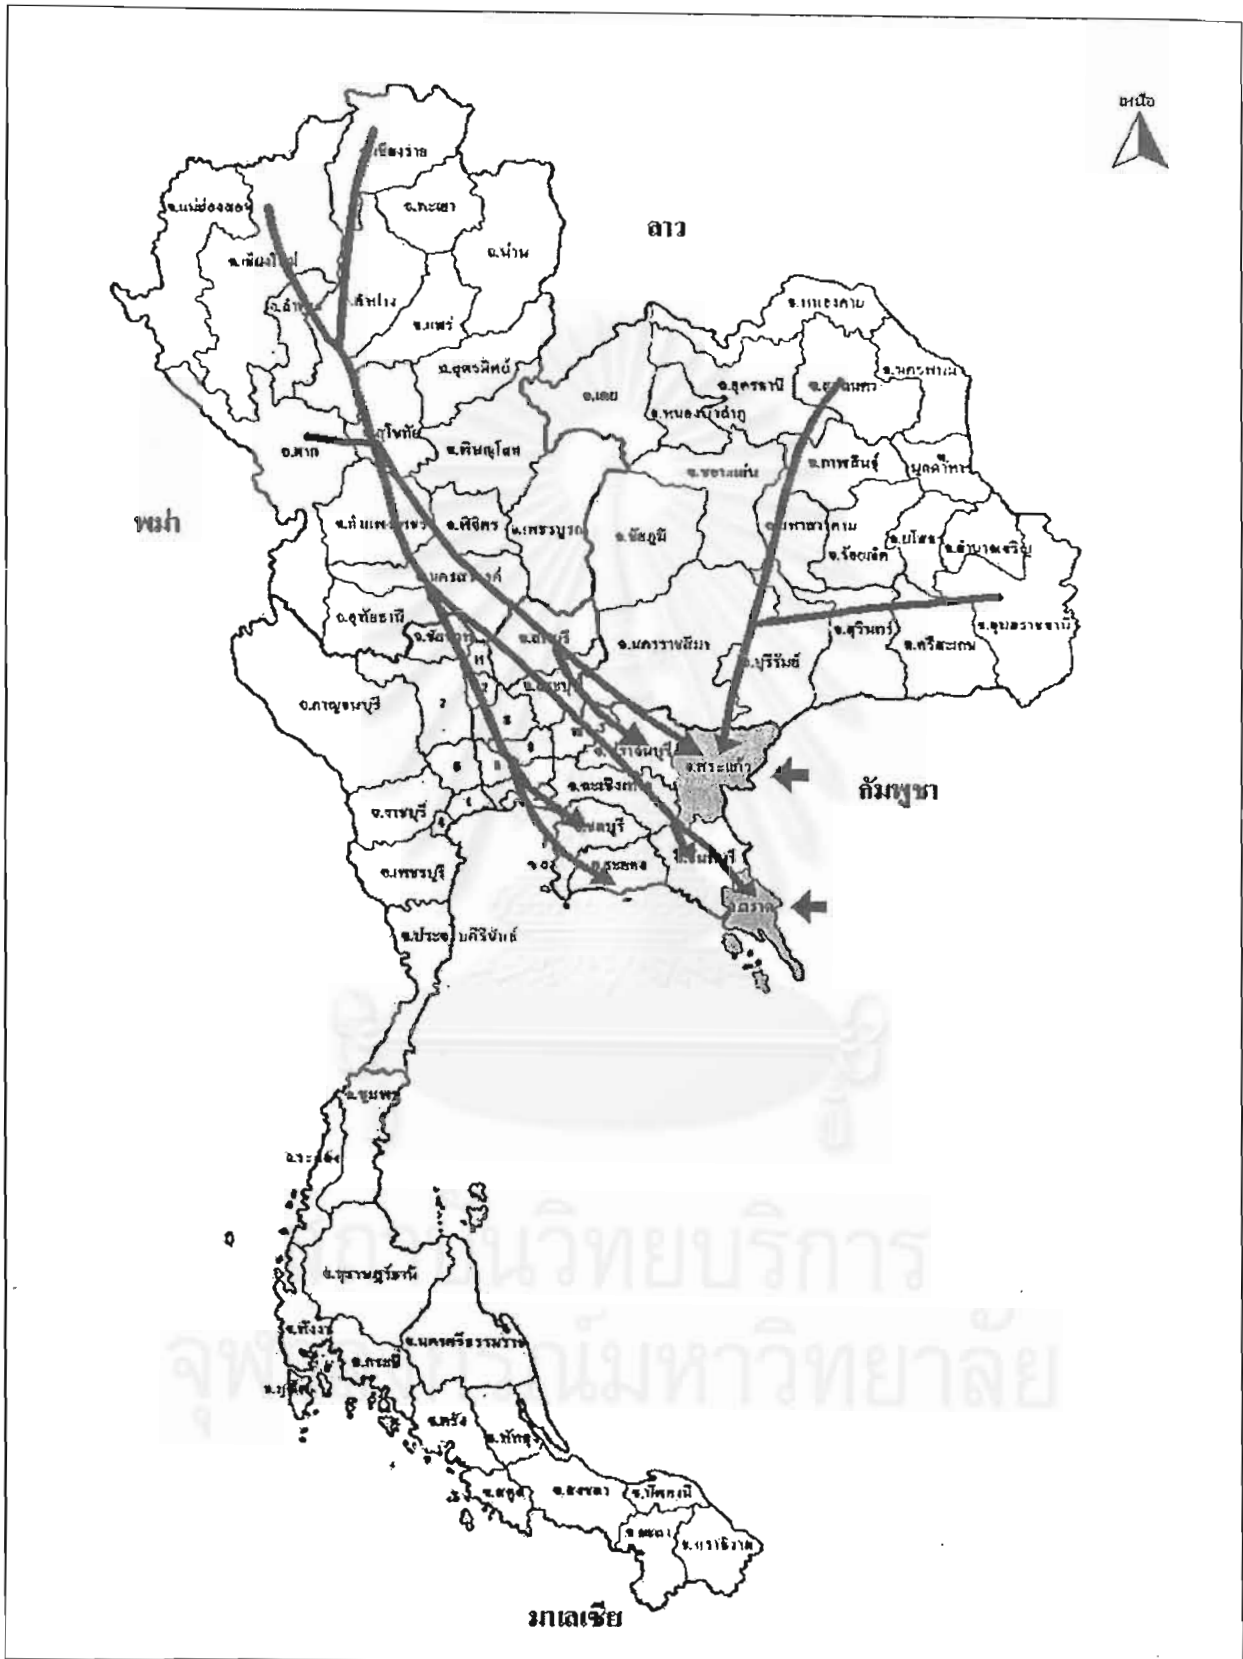 เหนือ
จ.เชียงราย
จ.แม่ฮ่องสอน
จ.พะเยา
ลาว
จ.น่าน
จ.เชียงใหม่
จ.แพร่
จ.อุตรดิตถ์
จ.หนองคาย
จ.นครพนม
จ.อุดรธานี
จ.เลย
จ.หนองบัวลำภู
จ.ตาก
จ.พิษณุโลก
จ.ขอนแก่น
จ.กาฬสินธุ์
พม่า
จ.กำแพงเพชร
จ.พิจิตร
จ.เพชรบูรณ์
จ.ชัยภูมิ
จ.ร้อยเอ็ด
จ.ยโสธร
จ.อำนาจเจริญ
จ.อุทัยธานี
จ.นครราชสีมา
จ.สุรินทร์
จ.ศรีสะเกษ
จ.อุบลราชธานี
จ.บุรีรัมย์
จ.กาญจนบุรี
2
จ.ปราจีนบุรี
จ.สระแก้ว
กัมพูชา
จ.ฉะเชิงเทรา
จ.ราชบุรี
จ.ชลบุรี
จ.เพชรบุรี
จ.ระยอง
จ.จันทบุรี
จ.ตราด
จ.ประจวบคีรีขันธ์
จ.ชุมพร
จ.ระนอง
สถาบันวิทยบริการ
จ.สุราษฎร์ธานี
จ.พังงา
จ.นครศรีธรรมราช
จุฬาลงกรณ์มหาวิทยาลัย
จ.กระบี่
จ.ภูเก็ต
จ.ตรัง
จ.พัทลุง
จ.สตูล
จ.สงขลา
จ.ปัตตานี
จ.ยะลา
จ.นราธิวาส
มาเลเซีย